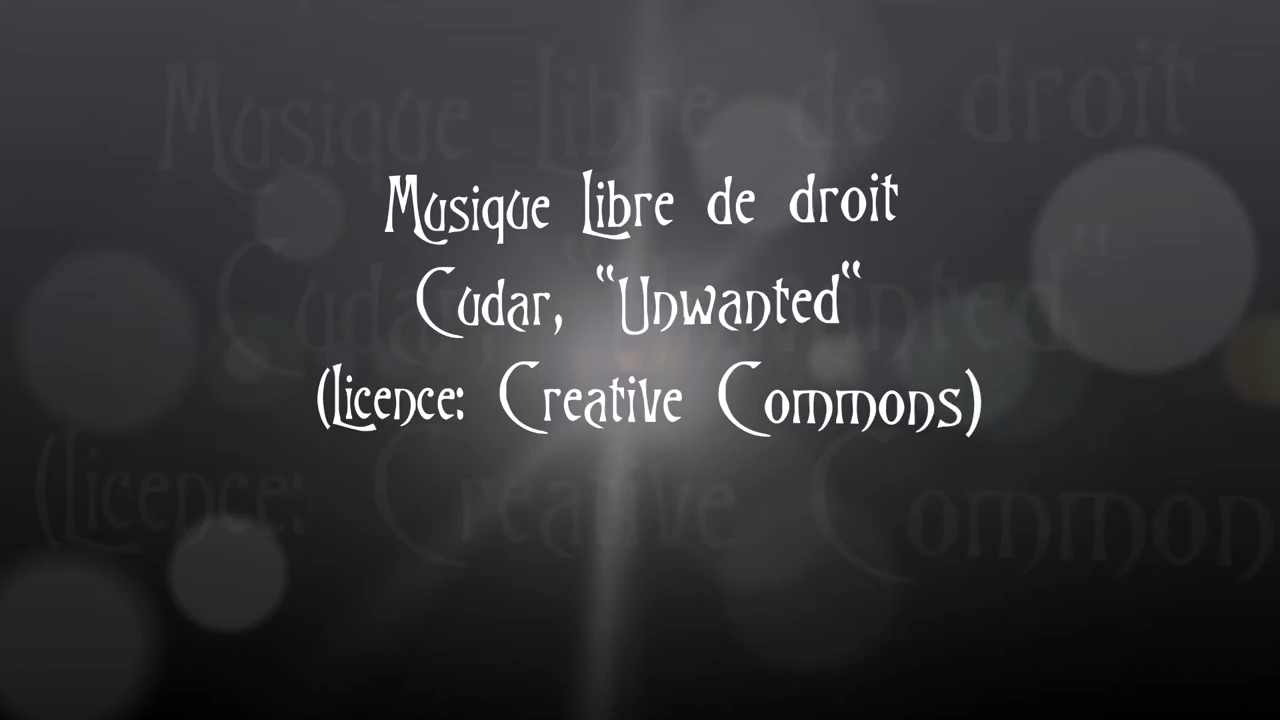 Musique Libre de droit
Cudar, “Unwanted“
(Licence: Creative Commons)